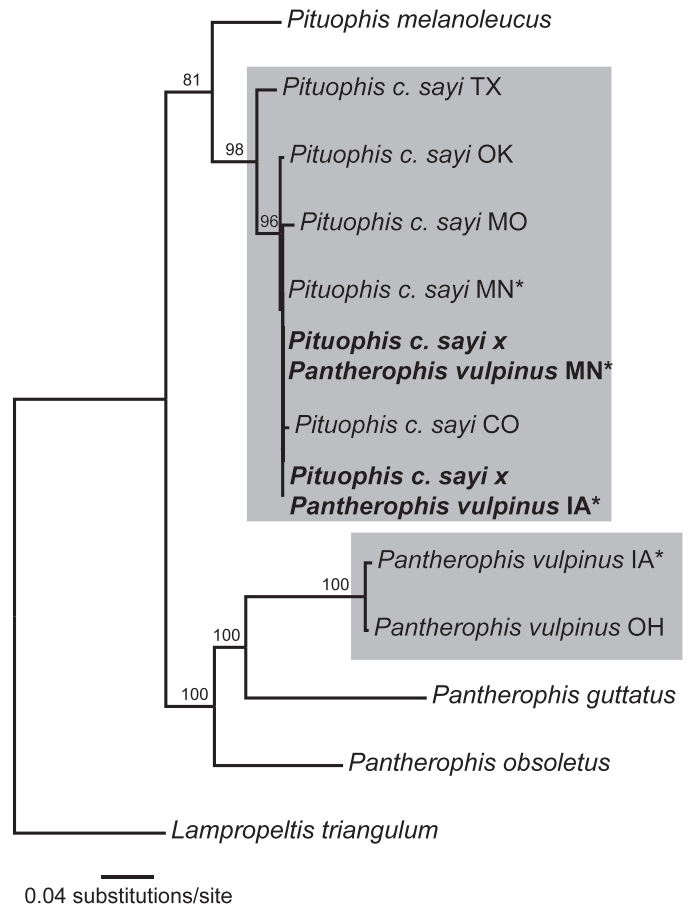 Pituophis melanoleucus
81
Pituophis c. sayi TX
98
Pituophis c. sayi OK
96
Pituophis c. sayi MO
Pituophis c. sayi MN*
Pituophis c. sayi x
Pantherophis vulpinus MN*
Pituophis c. sayi CO
Pituophis c. sayi x
Pantherophis vulpinus IA*
Pantherophis vulpinus IA*
100
Pantherophis vulpinus OH
100
Pantherophis guttatus
100
Pantherophis obsoletus
Lampropeltis triangulum
0.04 substitutions/site